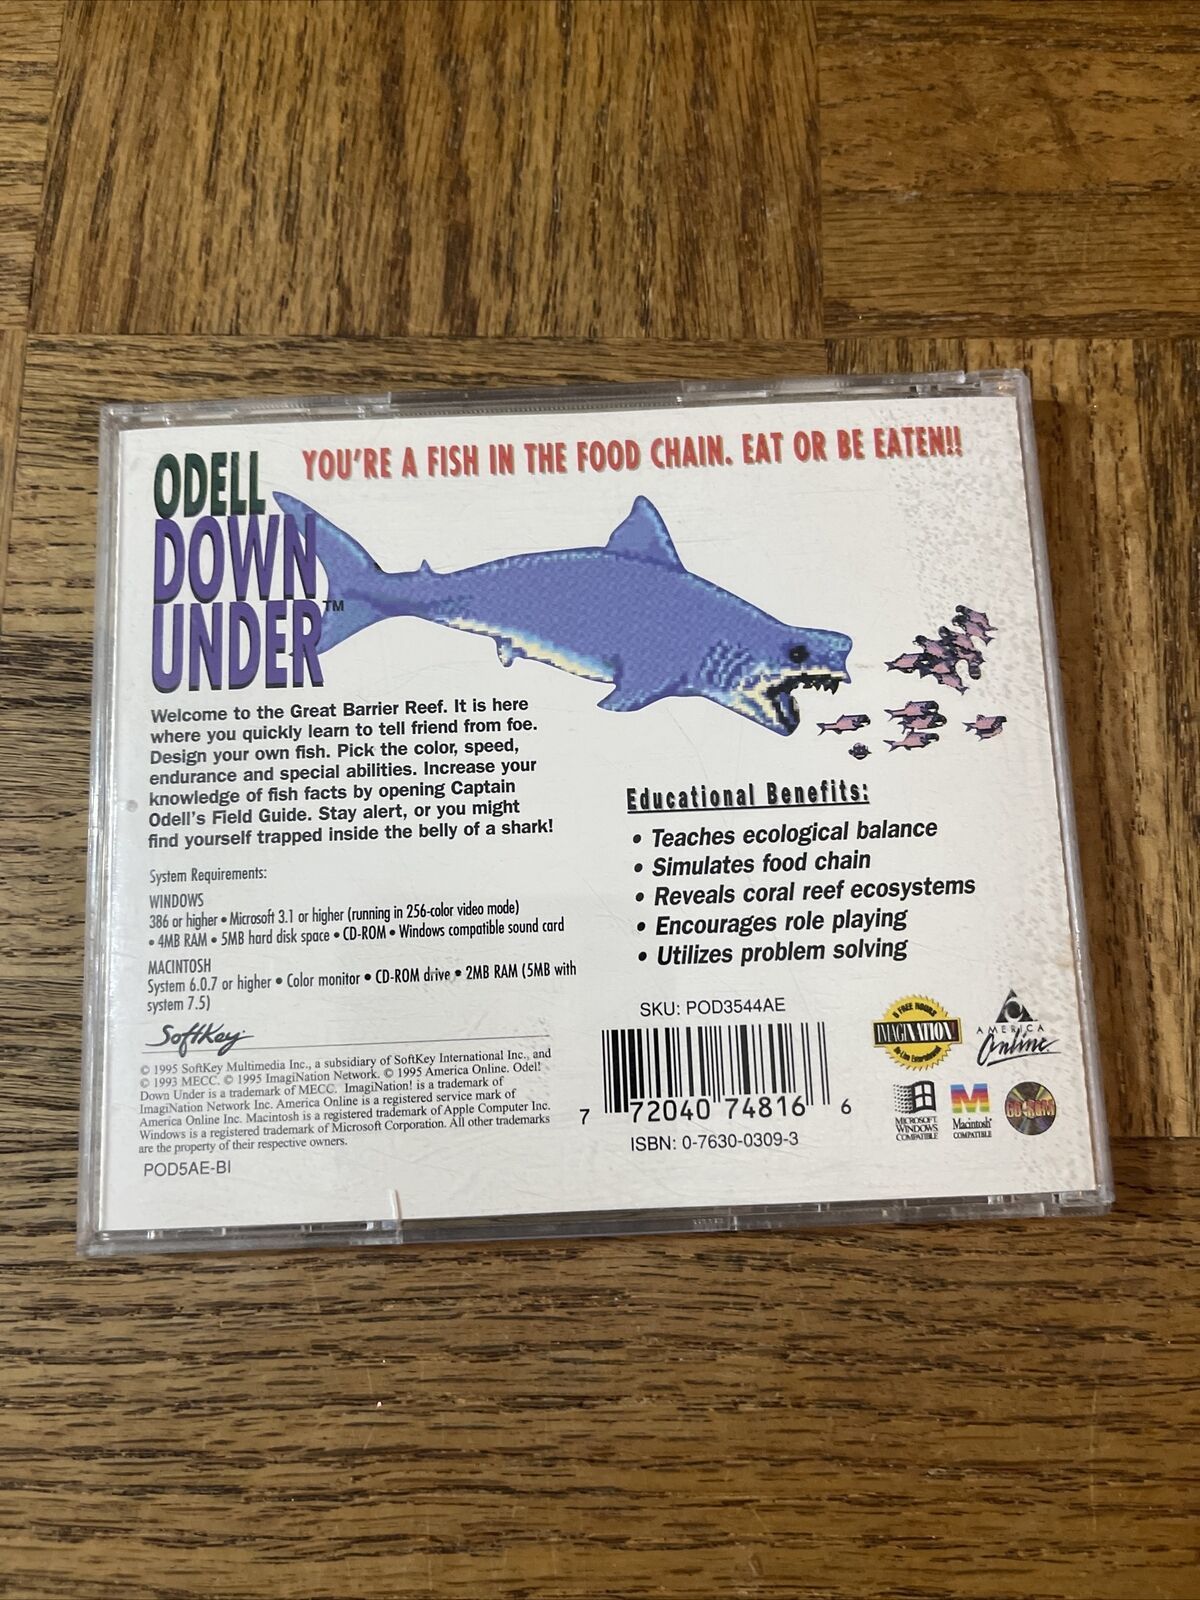 YOU'RE A FISH IN THE FOOD CHAIN. EAT OR BE EATEN!!
ODELL
DOWN
UNDER™
Welcome to the Great Barrier Reef. It is here
where you quickly learn to tell friend from foe.
Design your own fish. Pick the color, speed,
endurance and special abilities. Increase your
knowledge of fish facts by opening Captain
Odell's Field Guide. Stay alert, or you might
find yourself trapped inside the belly of a shark!
System Requirements:
WINDOWS
386 or higher • Microsoft 3.1 or higher (running in 256-color video mode)
• 4MB RAM • 5MB hard disk space • CD-ROM • Windows compatible sound card
MACINTOSH
System 6.0.7 or higher • Color monitor • CD-ROM drive • 2MB RAM (5MB with
system 7.5)
SoftKey
© 1995 SoftKey Multimedia Inc., a subsidiary of SoftKey International Inc., and
© 1993 MECC. © 1995 ImagiNation Network. © 1995 America Online. Odell
Down Under is a trademark of MECC. ImagiNation! is a trademark of
ImagiNation Network Inc. America Online is a registered service mark of
America Online Inc. Macintosh is a registered trademark of Apple Computer Inc.
Windows is a registered trademark of Microsoft Corporation. All other trademarks
are the property of their respective owners.
POD5AE-BI
Educational Benefits:
• Teaches ecological balance
• Simulates food chain
• Reveals coral reef ecosystems
• Encourages role playing
• Utilizes problem solving
SKU: POD3544AE
7 72040 74816 6
ISBN: 0-7630-0309-3
5 FREE HOURS
IMAGINATION
On-Line Entertainment
AMERICA
Online
MICROSOFT
WINDOWS
COMPATIBLE
Macintosh
COMPATIBLE
CD-ROM